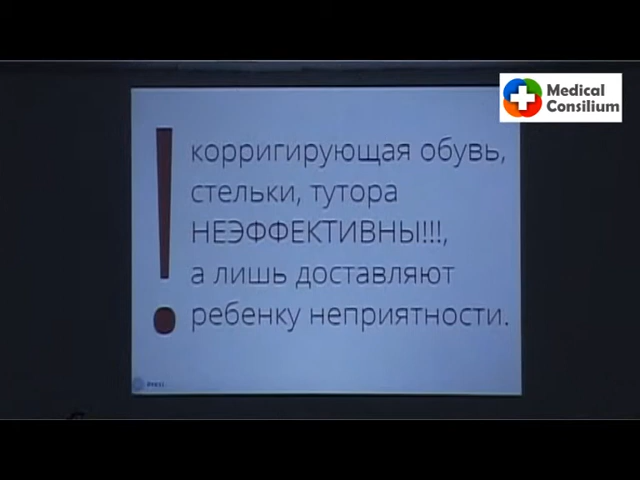 Medical
Consilium
!
корригирующая обувь,
стельки, тутора
НЕЭФФЕКТИВНЫ!!!,
а лишь доставляют
ребенку неприятности.